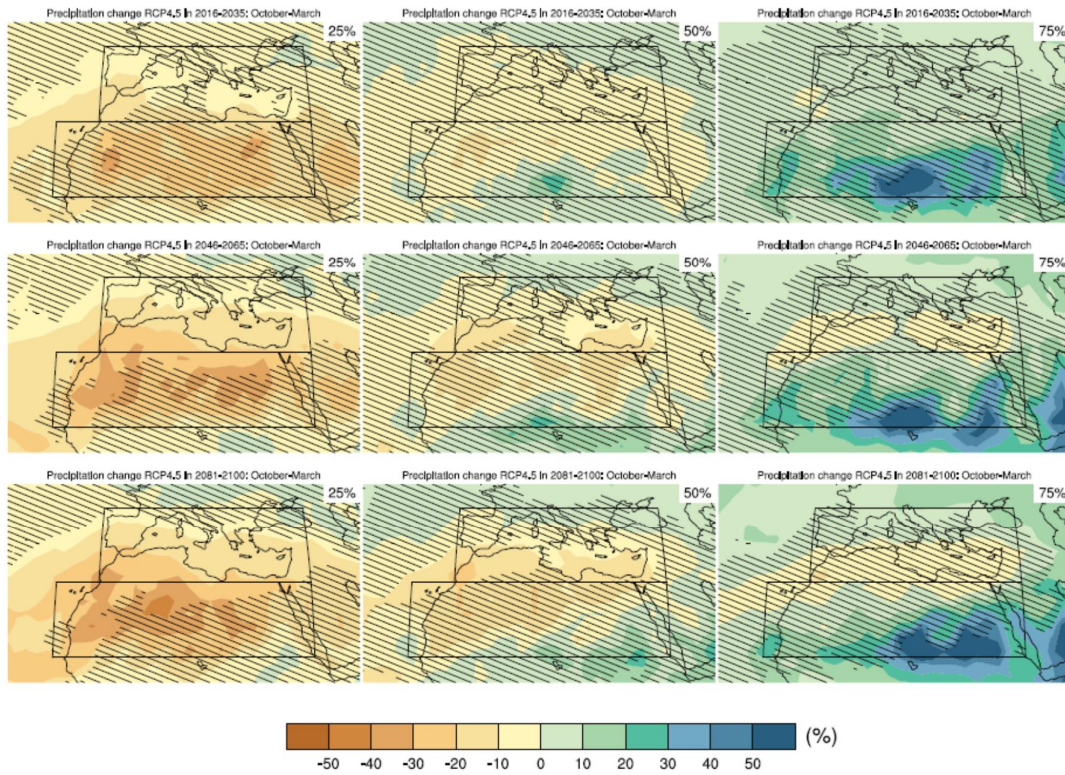 Precipitation change RCP4.5 in 2016-2035: October-March
25%
Precipitation change RCP4.5 in 2016-2035: October-March
50%
Precipitation change RCP4.5 in 2016-2035: October-March
75%
Precipitation change RCP4.5 in 2046-2065: October-March
25%
Precipitation change RCP4.5 in 2046-2065: October-March
50%
Precipitation change RCP4.5 in 2046-2065: October-March
75%
Precipitation change RCP4.5 in 2081-2100: October-March
25%
Precipitation change RCP4.5 in 2081-2100: October-March
50%
Precipitation change RCP4.5 in 2081-2100: October-March
75%
(%)
-50 -40 -30 -20 -10 0 10 20 30 40 50